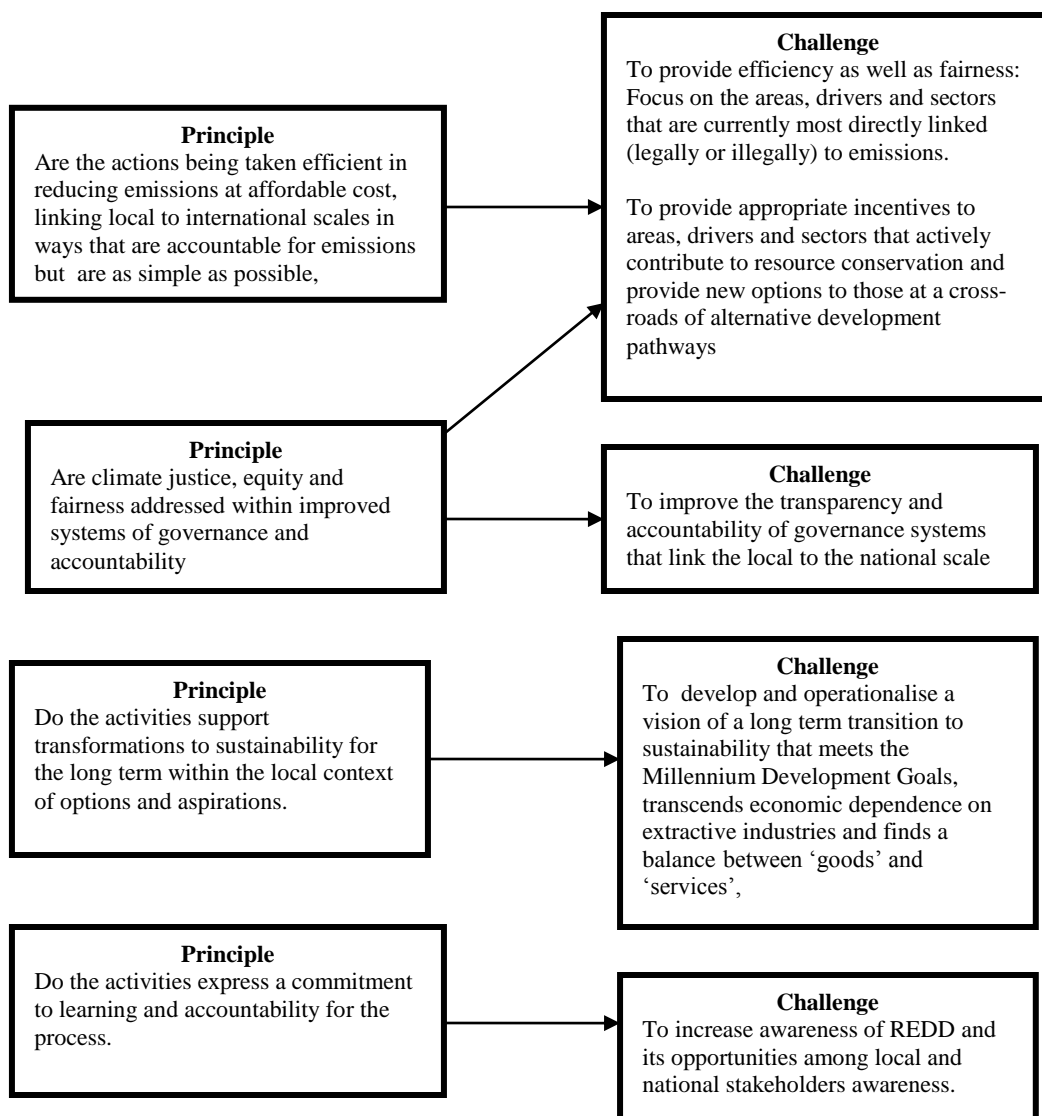 Principle
Are the actions being taken efficient in
reducing emissions at affordable cost,
linking local to international scales in
ways that are accountable for emissions
but are as simple as possible,
Challenge
To provide efficiency as well as fairness:
Focus on the areas, drivers and sectors
that are currently most directly linked
(legally or illegally) to emissions.
To provide appropriate incentives to
areas, drivers and sectors that actively
contribute to resource conservation and
provide new options to those at a cross-
roads of alternative development
pathways
Principle
Are climate justice, equity and
fairness addressed within improved
systems of governance and
accountability
Challenge
To improve the transparency and
accountability of governance systems
that link the local to the national scale
Principle
Do the activities support
transformations to sustainability for
the long term within the local context
of options and aspirations.
Challenge
To develop and operationalise a
vision of a long term transition to
sustainability that meets the
Millennium Development Goals,
transcends economic dependence on
extractive industries and finds a
balance between ‘goods’ and
‘services’,
Principle
Do the activities express a commitment
to learning and accountability for the
process.
Challenge
To increase awareness of REDD and
its opportunities among local and
national stakeholders awareness.